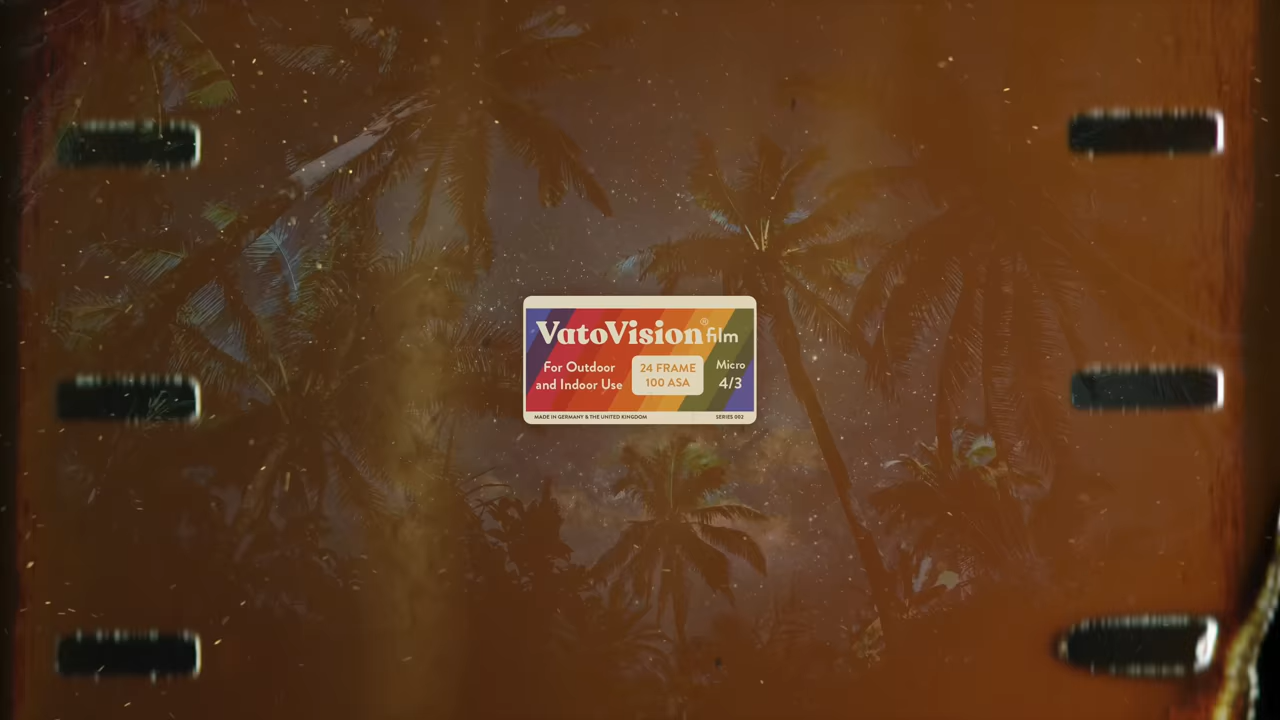 VatoVision® film
For Outdoor
and Indoor Use
24 FRAME
100 ASA
Micro
4/3
MADE IN GERMANY & THE UNITED KINGDOM
SERIES 002